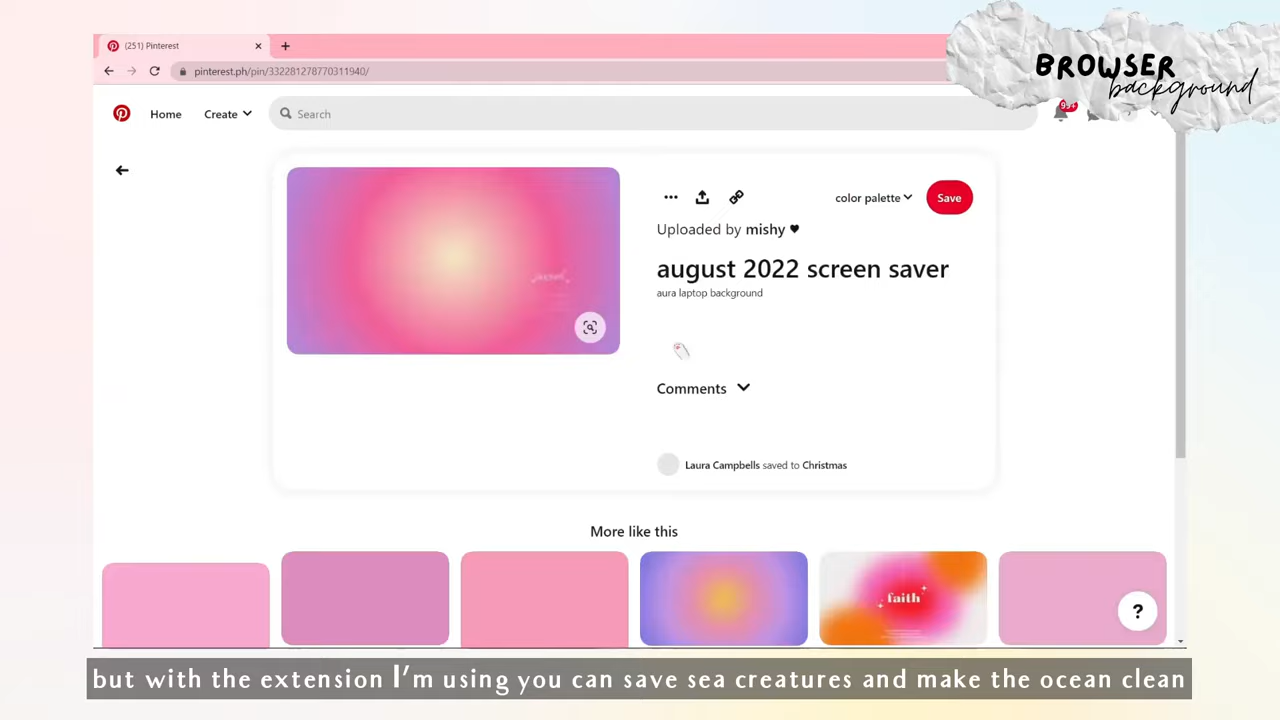 (251) Pinterest
pinterest.ph/pin/332281278770311940/
BROWSER
background
99+
Home
Create
Search
color palette
Save
Uploaded by mishy ♥
august 2022 screen saver
aura laptop background
Comments
Laura Campbells saved to Christmas
More like this
faith
?
but with the extension I'm using you can save sea creatures and make the ocean clean